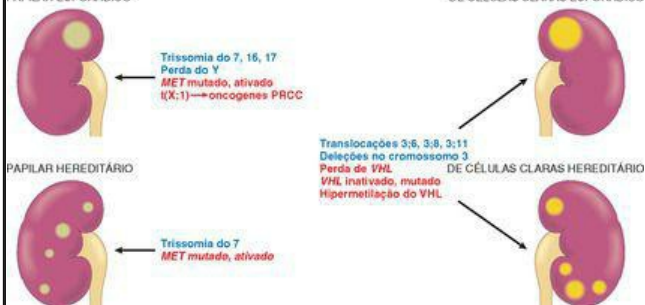 Trissomia do 7, 16, 17
Perda do Y
MET mutado, ativado
t(X;1)→oncogenes PRCC
Translocações 3;6, 3;8, 3;11
Deleções no cromossomo 3
Perda de VHL
VHL inativado, mutado
Hipermetilação do VHL
PAPILAR HEREDITÁRIO
DE CÉLULAS CLARAS HEREDITÁRIO
Trissomia do 7
MET mutado, ativado